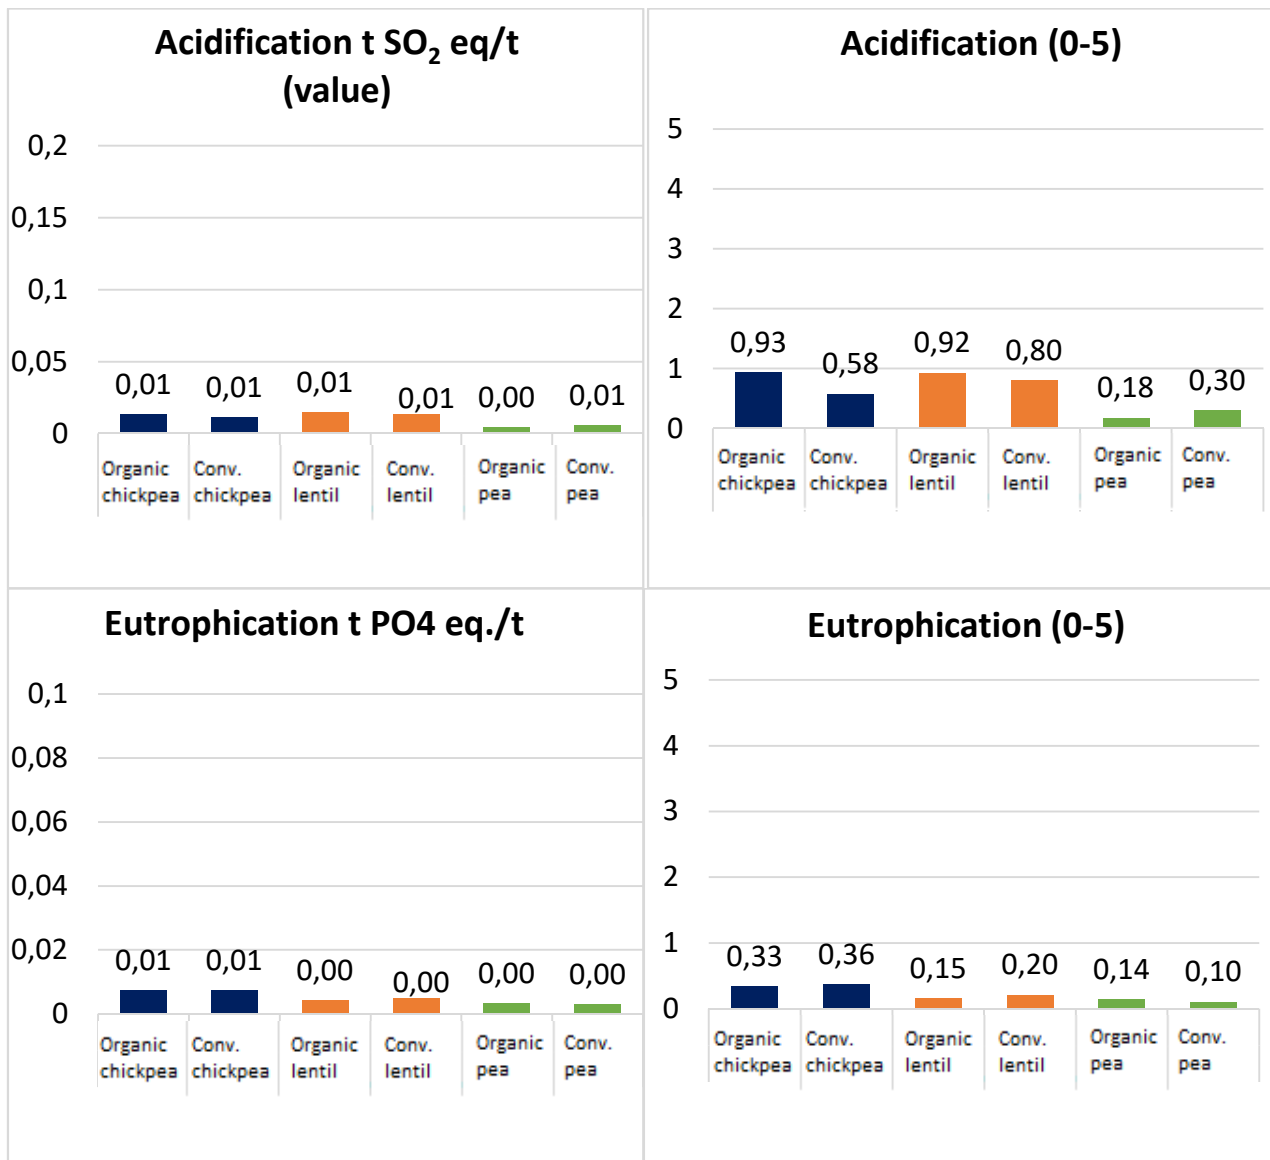 Acidification t SO₂ eq/t
(value)
0,2
0,15
0,1
0,05
0
0,01 0,01 0,01 0,01 0,00 0,01
Organic Conv. Organic Conv. Organic Conv.
chickpea chickpea lentil lentil pea pea
Acidification (0-5)
5
4
3
2
1
0
0,93 0,58 0,92 0,80 0,18 0,30
Organic Conv. Organic Conv. Organic Conv.
chickpea chickpea lentil lentil pea pea
Eutrophication t PO4 eq./t
0,1
0,08
0,06
0,04
0,02
0
0,01 0,01 0,00 0,00 0,00 0,00
Organic Conv. Organic Conv. Organic Conv.
chickpea chickpea lentil lentil pea pea
Eutrophication (0-5)
5
4
3
2
1
0
0,33 0,36 0,15 0,20 0,14 0,10
Organic Conv. Organic Conv. Organic Conv.
chickpea chickpea lentil lentil pea pea